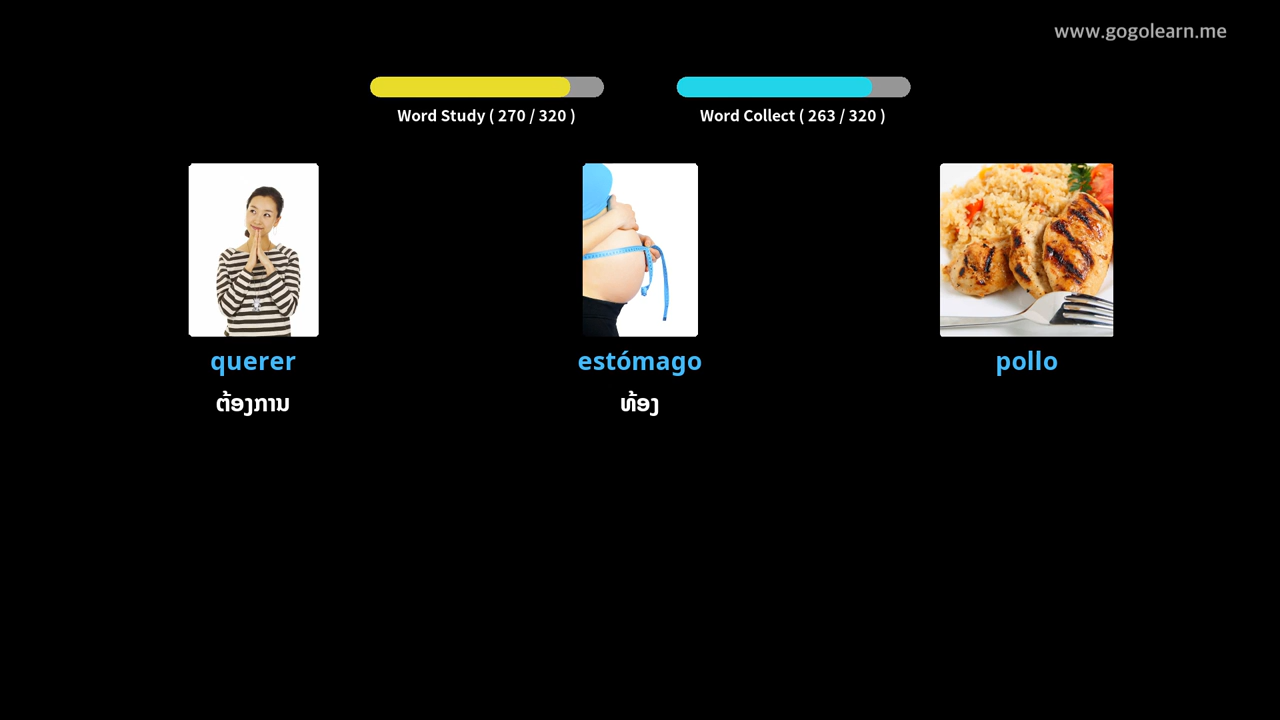 www.gogolearn.me
Word Study ( 270 / 320 )
Word Collect ( 263 / 320 )
querer
estómago
pollo
ຕ້ອງການ
ທ້ອງ